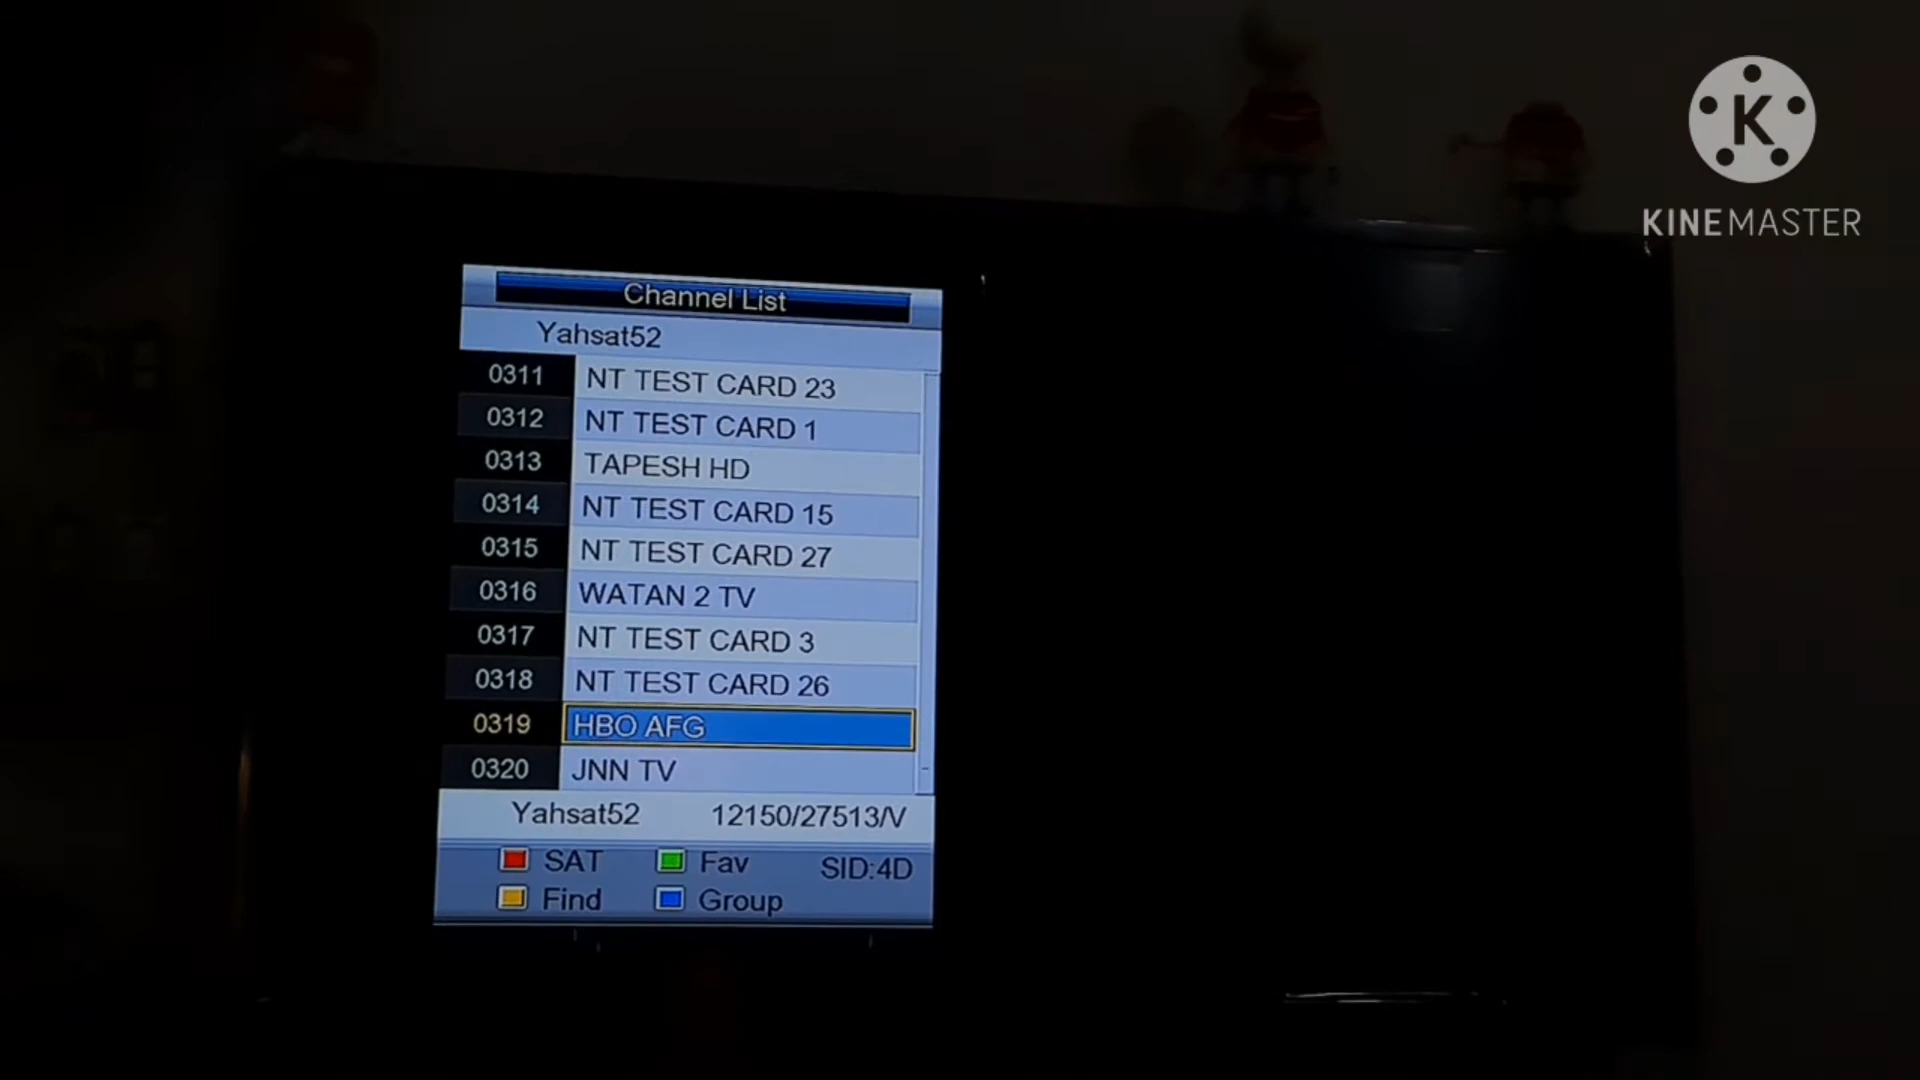 K
KINEMASTER
Channel List
Yahsat52
0311 NT TEST CARD 23
0312 NT TEST CARD 1
0313 TAPESH HD
0314 NT TEST CARD 15
0315 NT TEST CARD 27
0316 WATAN 2 TV
0317 NT TEST CARD 3
0318 NT TEST CARD 26
0319 HBO AFG
0320 JNN TV
Yahsat52 12150/27513/V
SAT Fav SID:4D
Find Group